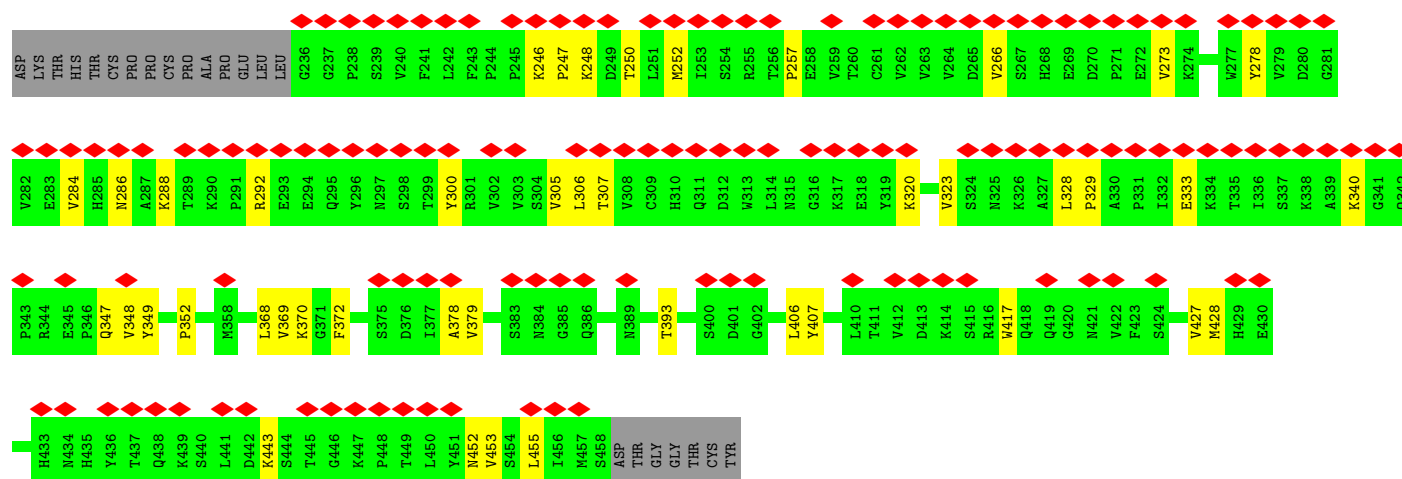 ASP LYS THR HIS THR CYS PRO PRO CYS PRO ALA PRO GLU LEU LEU G236 G237 P238 S239 V240 F241 L242 F243 P244 P245 K246 P247 K248 D249 T250 L251 M252 I253 S254 R255 T256 P257 E258 V259 T260 C261 V262 V263 V264 D265 V266 S267 H268 E269 D270 P271 E272 V273 K274 W277 Y278 V279 D280 G281
V282 E283 V284 H285 N286 A287 K288 T289 K290 P291 R292 E293 E294 Q295 Y296 N297 S298 T299 Y300 R301 V302 V303 S304 V305 L306 T307 V308 C309 H310 Q311 D312 W313 L314 N315 G316 K317 E318 Y319 K320 V323 S324 N325 K326 A327 L328 P329 A330 P331 I332 E333 K334 T335 I336 S337 K338 A339 K340 G341
P343 R344 E345 P346 Q347 V348 Y349 P352 M358 L368 V369 K370 G371 F372 S375 D376 I377 A378 V379 S383 N384 G385 Q386 N389 T393 S400 D401 G402 L406 Y407 L410 T411 V412 D413 K414 S415 R416 W417 Q418 Q419 G420 N421 V422 F423 S424 V427 M428 H429 E430
H433 N434 H435 Y436 T437 Q438 K439 S440 L441 D442 K443 S444 T445 G446 K447 P448 T449 L450 Y451 N452 V453 S454 L455 I456 M457 S458 ASP THR GLY GLY THR CYS TYR